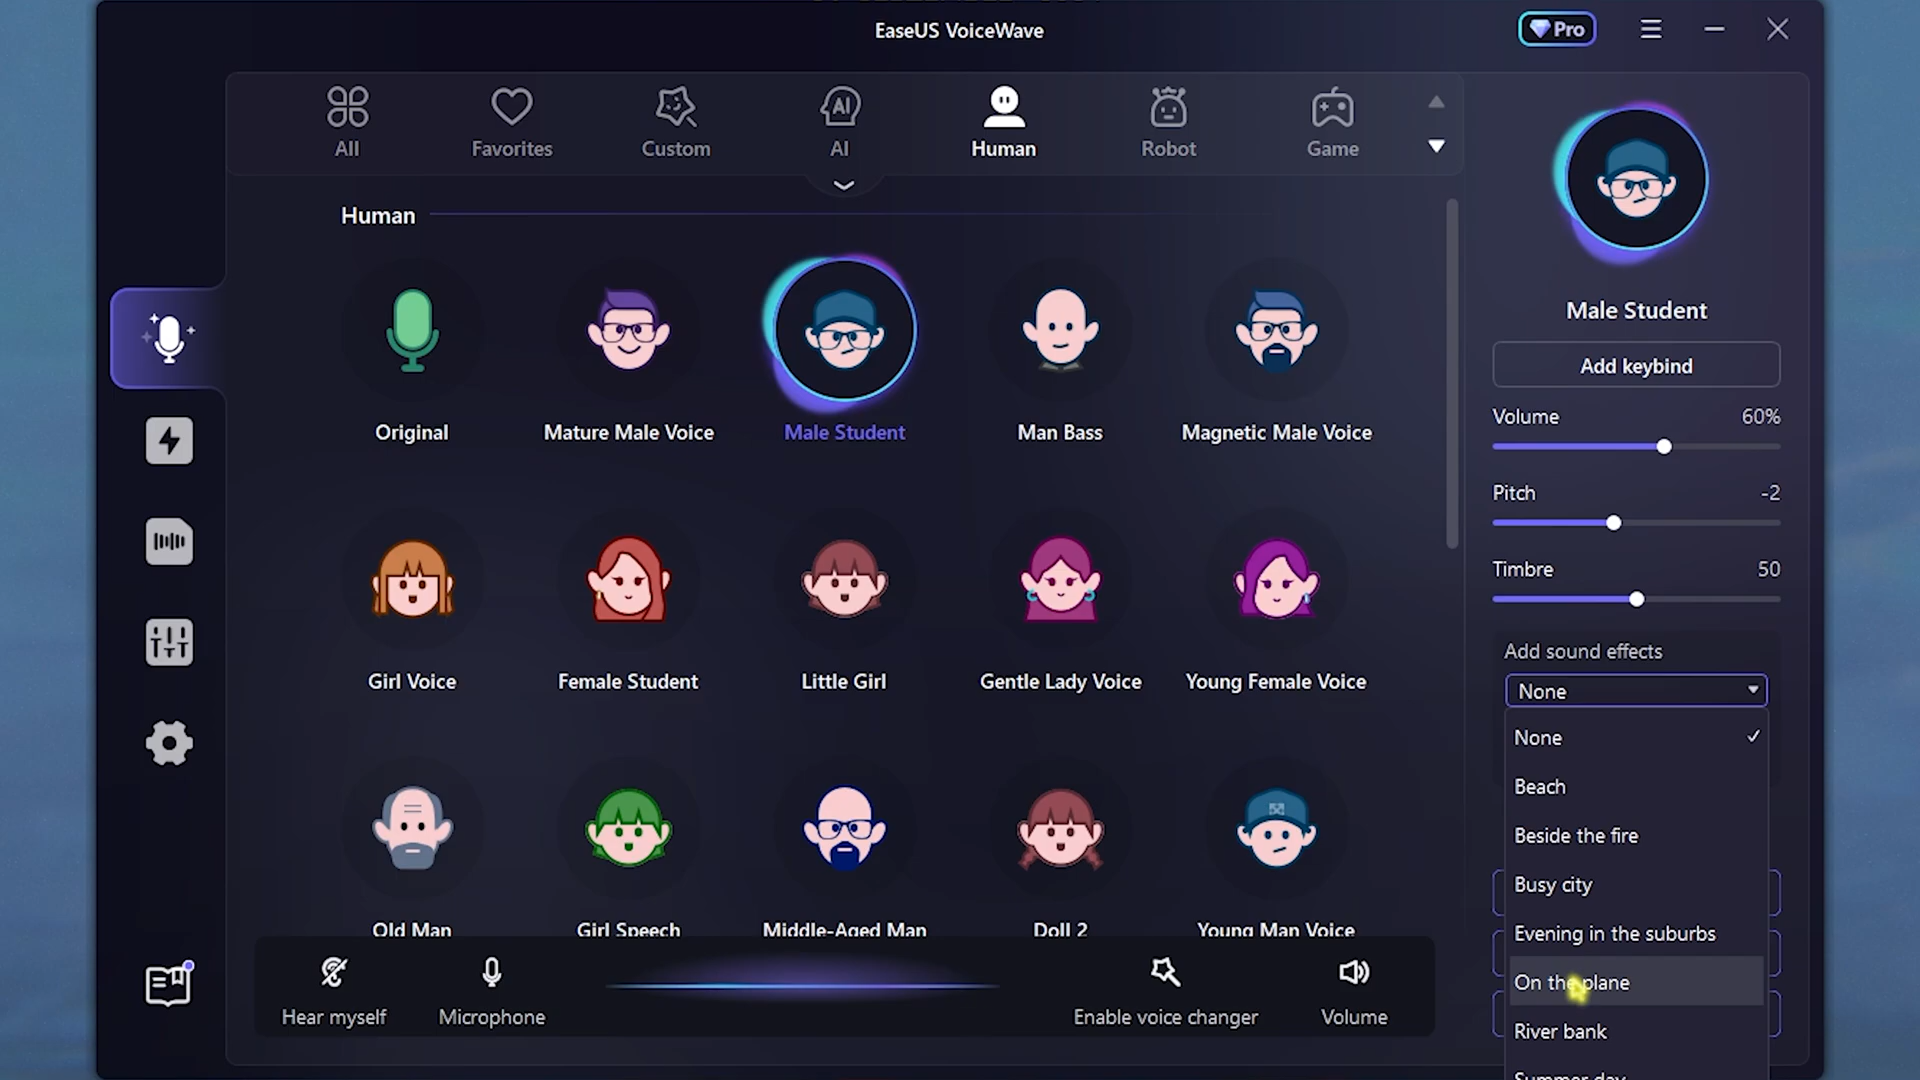 EaseUS VoiceWave
Pro
All
Favorites
Custom
AI
AI
Human
Robot
Game
Human
Original
Mature Male Voice
Male Student
Man Bass
Magnetic Male Voice
Girl Voice
Female Student
Little Girl
Gentle Lady Voice
Young Female Voice
Old Man
Girl Speech
Middle-Aged Man
Doll 2
Young Man Voice
Hear myself
Microphone
Enable voice changer
Volume
Male Student
Add keybind
Volume 60%
Pitch -2
Timbre 50
Add sound effects
None
None
Beach
Beside the fire
Busy city
Evening in the suburbs
On the plane
River bank
Summer day